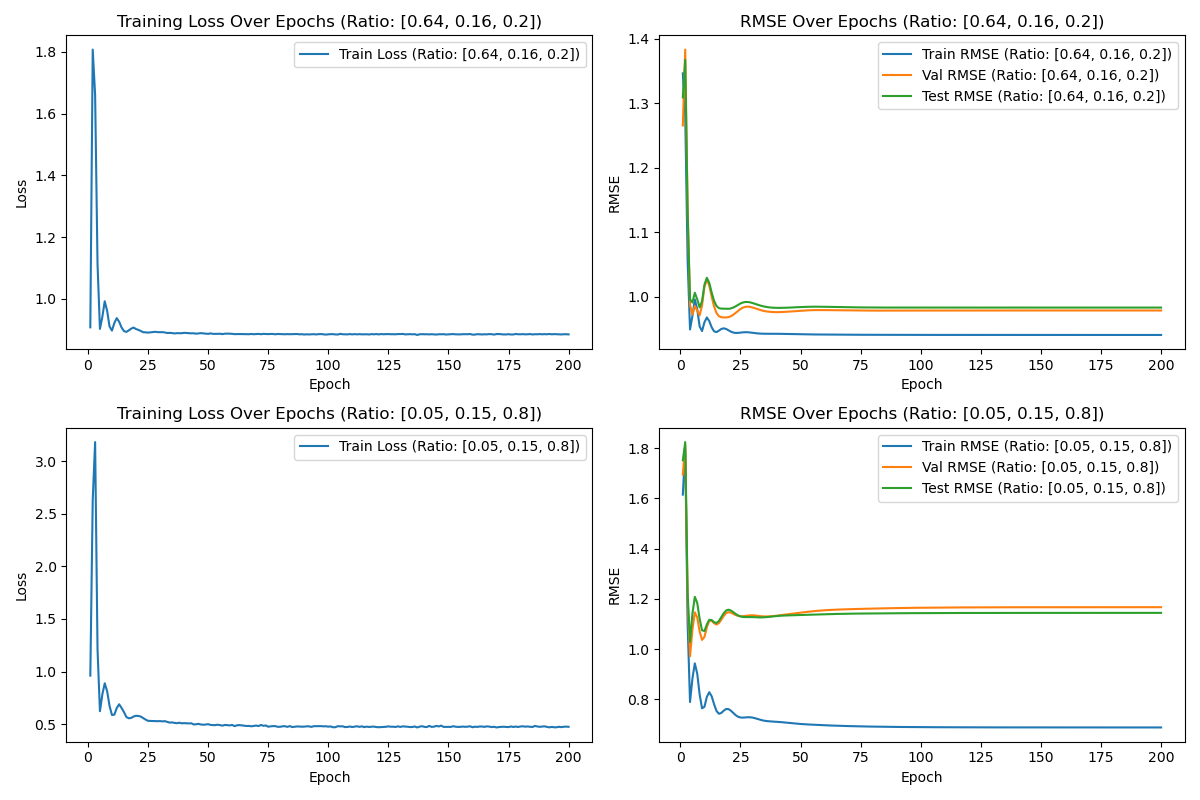 Training Loss Over Epochs (Ratio: [0.64, 0.16, 0.2])
Train Loss (Ratio: [0.64, 0.16, 0.2])
Loss
1.8
1.6
1.4
1.2
1.0
0 25 50 75 100 125 150 175 200
Epoch
RMSE Over Epochs (Ratio: [0.64, 0.16, 0.2])
Train RMSE (Ratio: [0.64, 0.16, 0.2])
Val RMSE (Ratio: [0.64, 0.16, 0.2])
Test RMSE (Ratio: [0.64, 0.16, 0.2])
RMSE
1.4
1.3
1.2
1.1
1.0
0 25 50 75 100 125 150 175 200
Epoch
Training Loss Over Epochs (Ratio: [0.05, 0.15, 0.8])
Train Loss (Ratio: [0.05, 0.15, 0.8])
Loss
3.0
2.5
2.0
1.5
1.0
0.5
0 25 50 75 100 125 150 175 200
Epoch
RMSE Over Epochs (Ratio: [0.05, 0.15, 0.8])
Train RMSE (Ratio: [0.05, 0.15, 0.8])
Val RMSE (Ratio: [0.05, 0.15, 0.8])
Test RMSE (Ratio: [0.05, 0.15, 0.8])
RMSE
1.8
1.6
1.4
1.2
1.0
0.8
0 25 50 75 100 125 150 175 200
Epoch